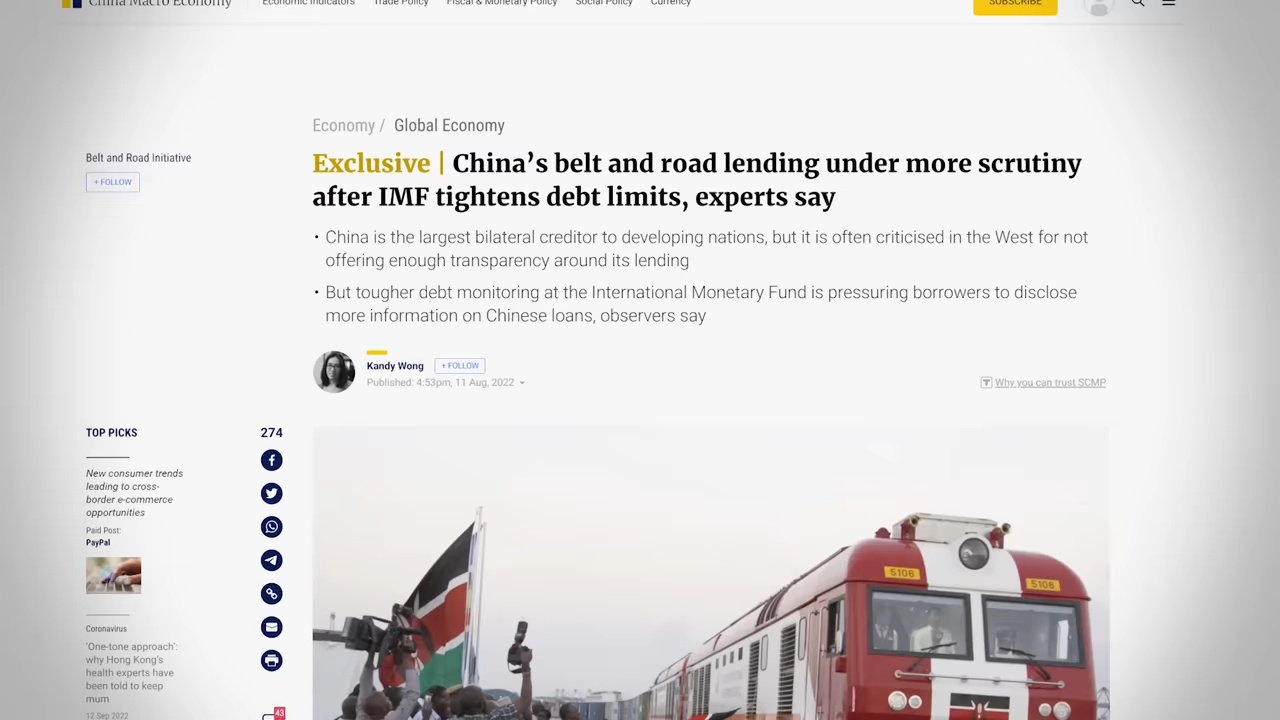 China Macro Economy
Economic Indicators
Trade Policy
Fiscal & Monetary Policy
Social Policy
Currency
SUBSCRIBE
Economy / Global Economy
Belt and Road Initiative
+ FOLLOW
Exclusive | China’s belt and road lending under more scrutiny
after IMF tightens debt limits, experts say
• China is the largest bilateral creditor to developing nations, but it is often criticised in the West for not
offering enough transparency around its lending
• But tougher debt monitoring at the International Monetary Fund is pressuring borrowers to disclose
more information on Chinese loans, observers say
Kandy Wong
+ FOLLOW
Published: 4:53pm, 11 Aug, 2022
Why you can trust SCMP
TOP PICKS
274
New consumer trends
leading to cross-
border e-commerce
opportunities
Paid Post:
PayPal
Coronavirus
‘One-tone approach’:
why Hong Kong’s
health experts have
been told to keep
mum
12 Sep 2022
43
5106
5106